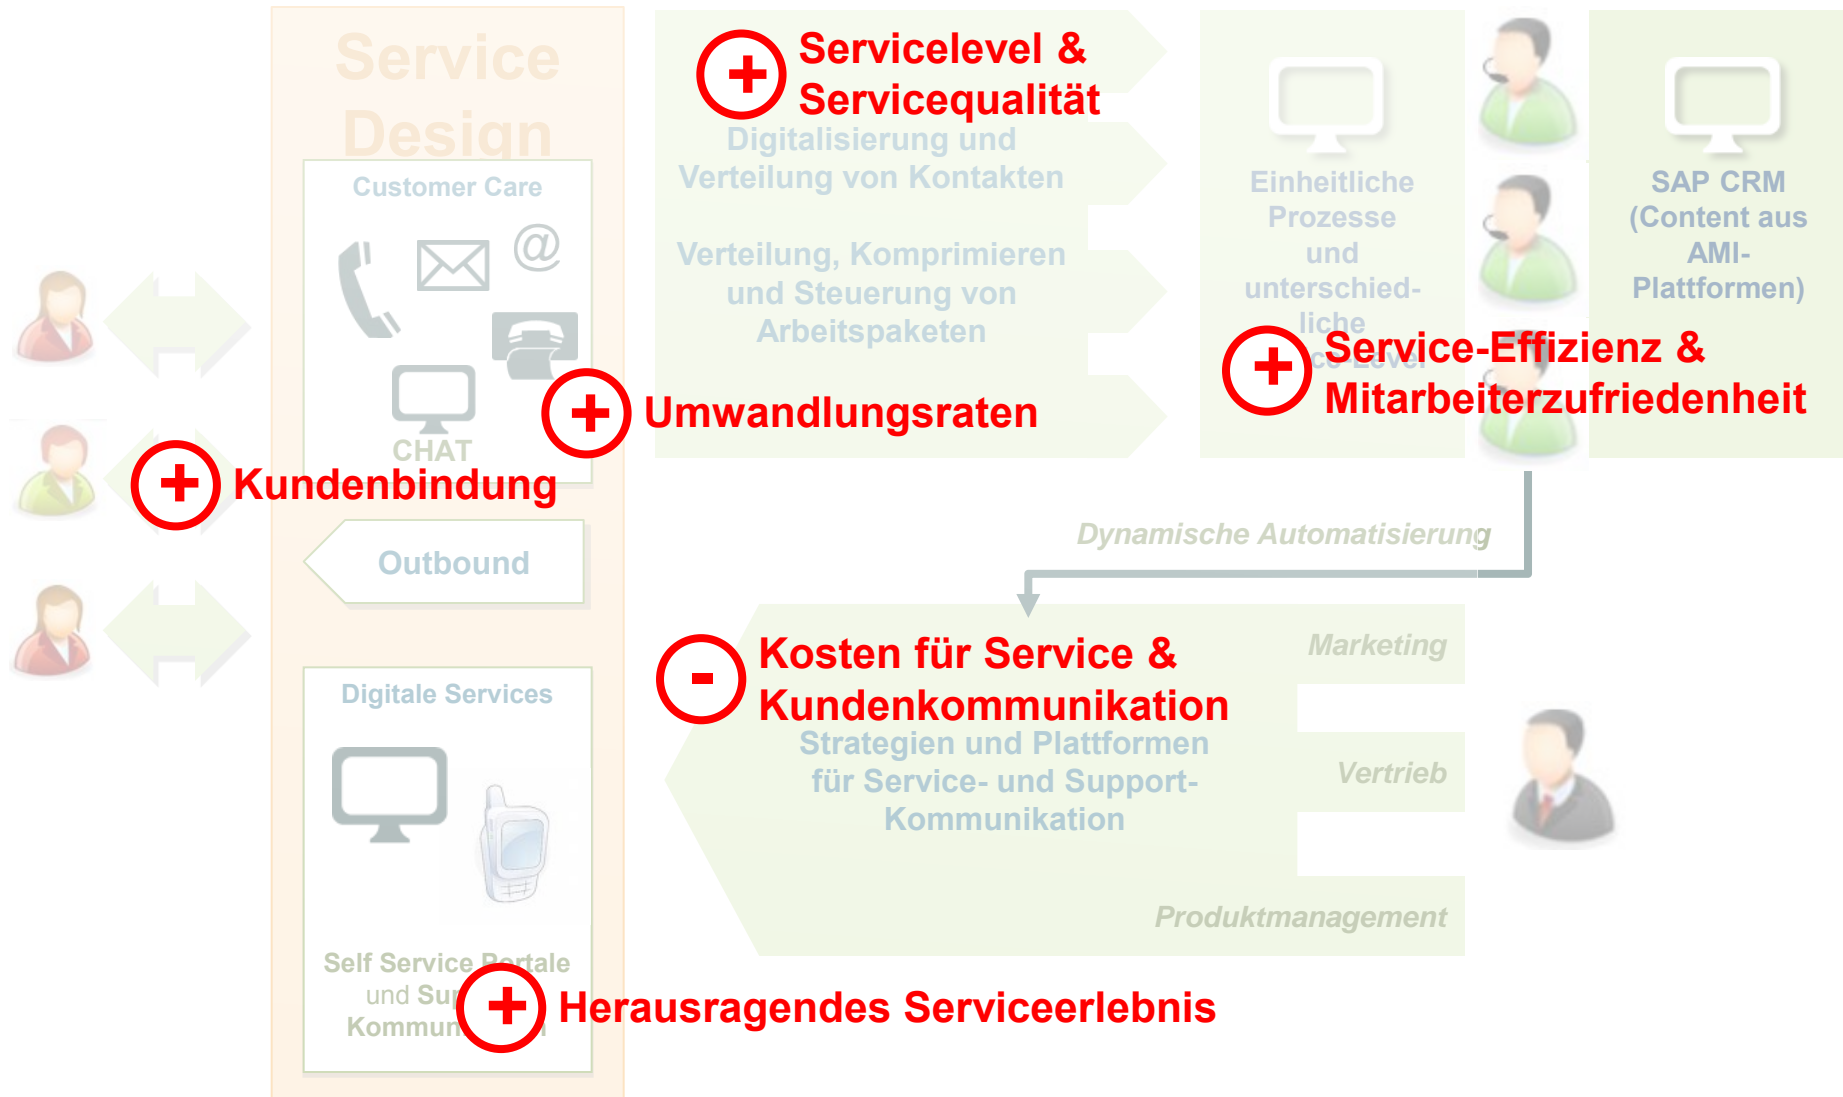 Service
Design
Customer Care
@
CHAT
Outbound
Digitale Services
Self Service Portale
und
+
Servicelevel &
Servicequalität
Digitalisierung und
Verteilung von Kontakten
Verteilung, Komprimieren
und Steuerung von
Arbeitspaketen
+
Umwandlungsraten
+
Kundenbindung
Einheitliche
Prozesse
und
unterschied-
liche
SAP CRM
(Content aus
AMI-
Plattformen)
+
Service-Effizienz &
Mitarbeiterzufriedenheit
Dynamische Automatisierung
-
Kosten für Service &
Kundenkommunikation
Strategien und Plattformen
für Service- und Support-
Kommunikation
Marketing
Vertrieb
Produktmanagement
+
Herausragendes Serviceerlebnis